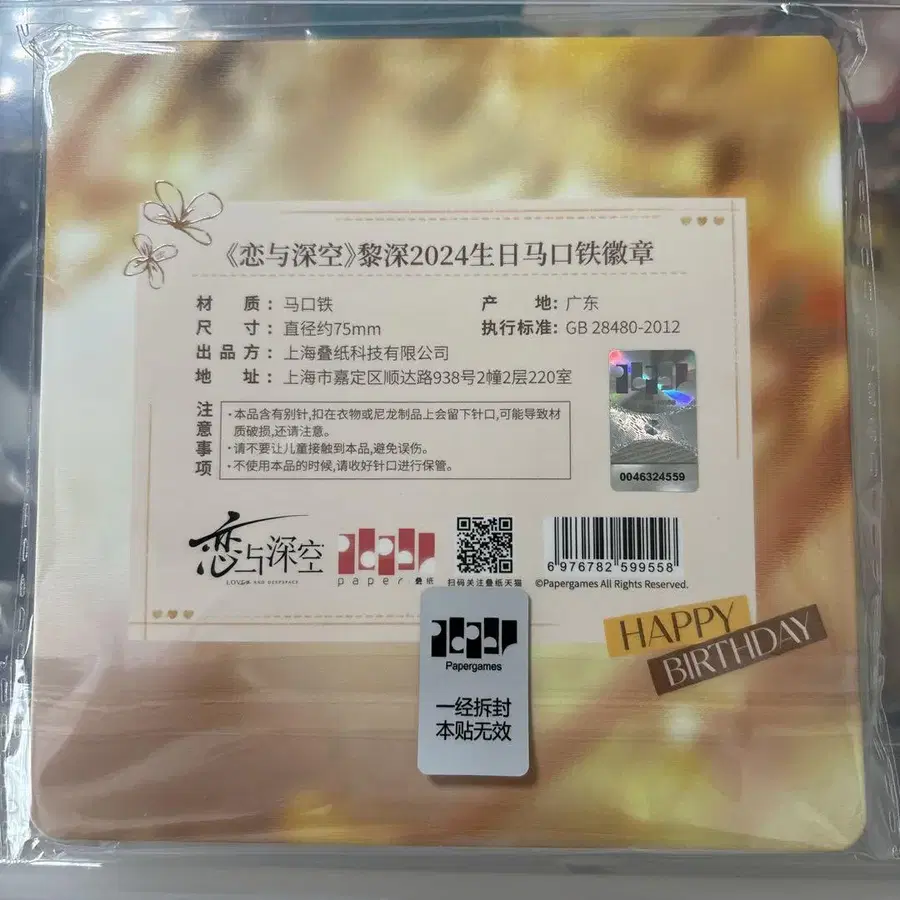 《恋与深空》黎深2024生日马口铁徽章
材 质：马口铁
产 地：广东
尺 寸：直径约75mm
执行标准：GB 28480-2012
出品方：上海叠纸科技有限公司
地 址：上海市嘉定区顺达路938号2幢2层220室
注意事项
·本品含有别针,扣在衣物或尼龙制品上会留下针口,可能导致材
质破损,还请注意。
·请不要让儿童接触到本品,避免误伤。
·不使用本品的时候,请收好针口进行保管。
0046324559
恋与深空
LOVE AND DEEPSPACE
paper 叠纸
扫码关注叠纸天猫
6 976782 599558
©Papergames All Rights Reserved.
HAPPY
BIRTHDAY
Papergames
一经拆封
本贴无效